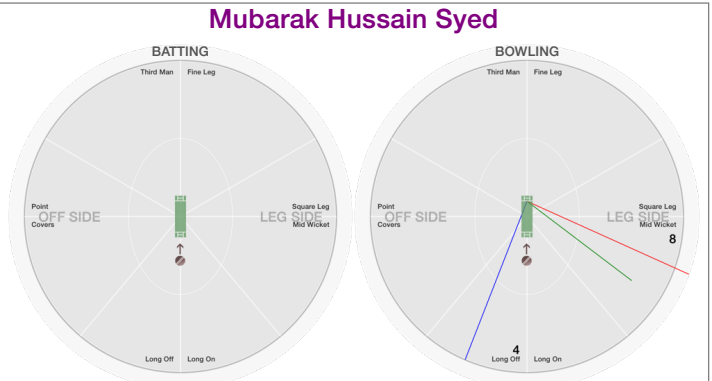 Mubarak Hussain Syed
BATTING
Third Man Fine Leg
Point
OFF SIDE
Covers
Square Leg
LEG SIDE
Mid Wicket
Long Off Long On
BOWLING
Third Man Fine Leg
Point
OFF SIDE
Covers
Square Leg
LEG SIDE
Mid Wicket
8
4
Long Off Long On